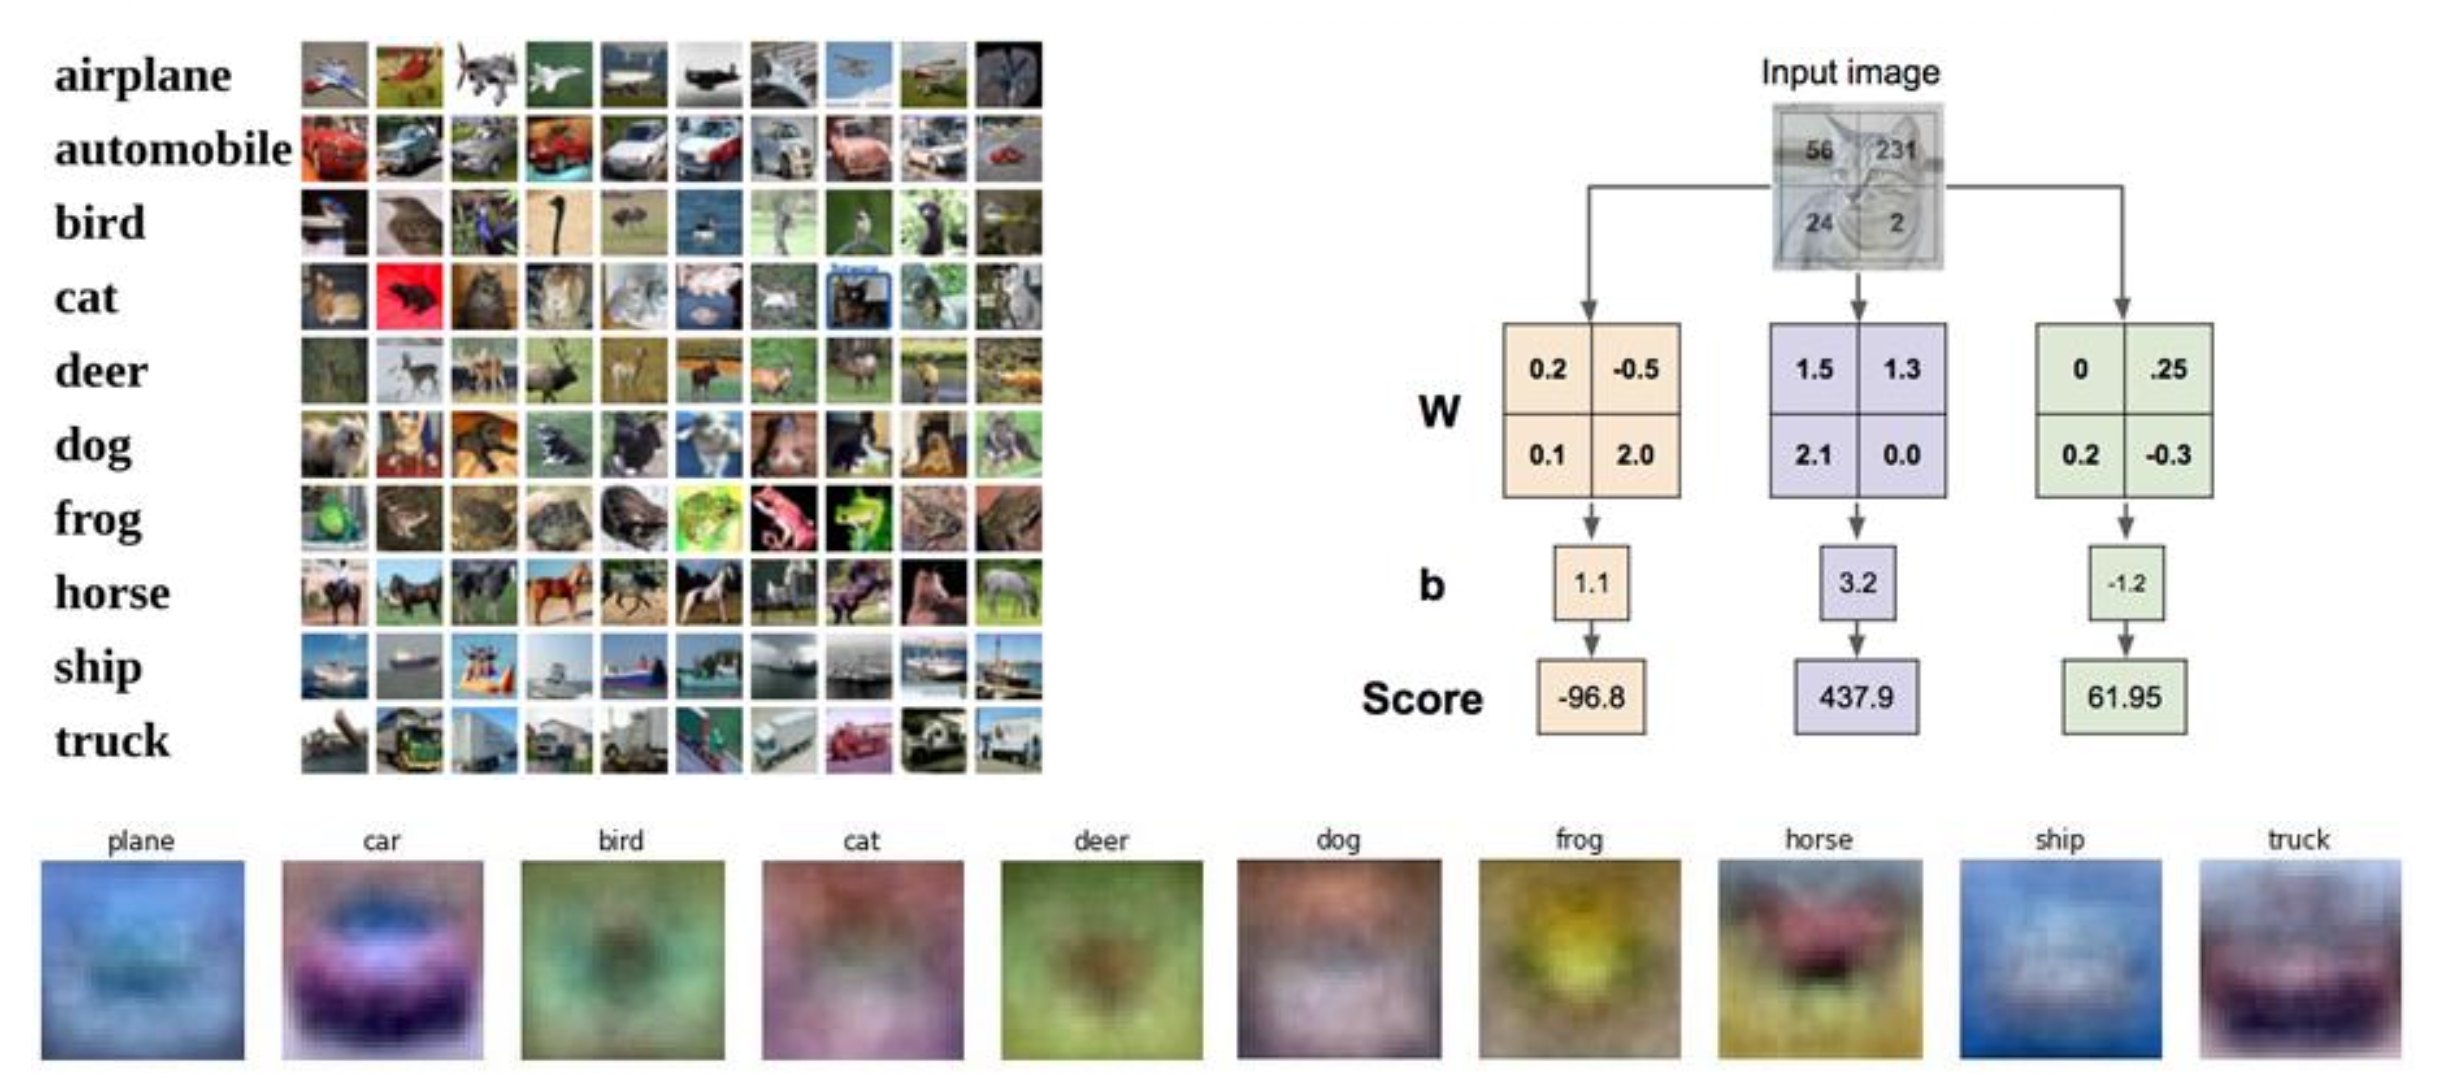 airplane
automobile
bird
cat
deer
dog
frog
horse
ship
truck
Input image
56 231
24 2
W
0.2 -0.5 1.5 1.3 0 .25
0.1 2.0 2.1 0.0 0.2 -0.3
b 1.1 3.2 -1.2
Score -96.8 437.9 61.95
plane car bird cat deer dog frog horse ship truck